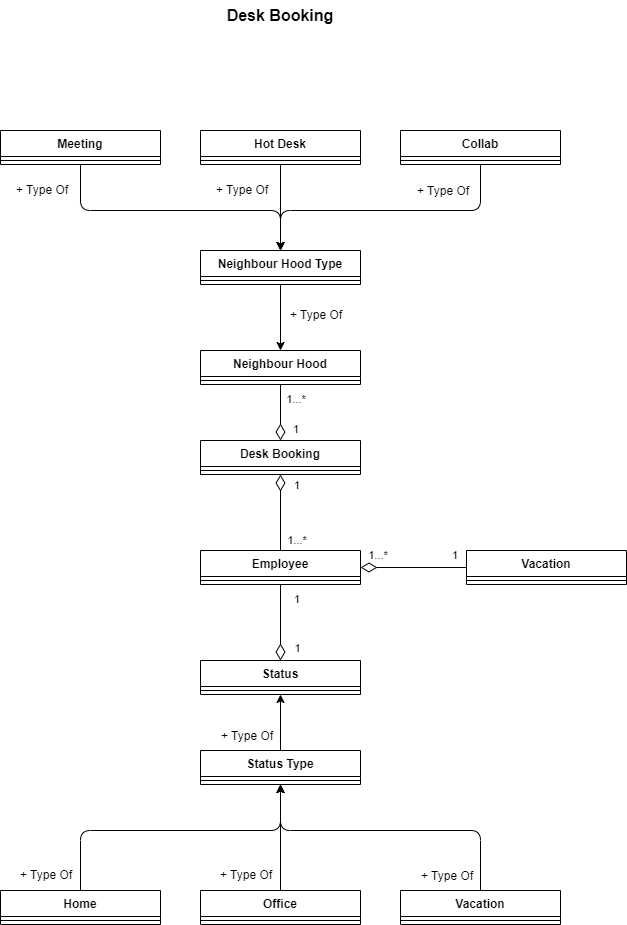 Desk Booking
Meeting
Hot Desk
Collab
+ Type Of
+ Type Of
+ Type Of
Neighbour Hood Type
+ Type Of
Neighbour Hood
1...*
1
Desk Booking
1
1...*
Employee
1...*
1
Vacation
1
1
Status
+ Type Of
Status Type
+ Type Of
+ Type Of
+ Type Of
Home
Office
Vacation